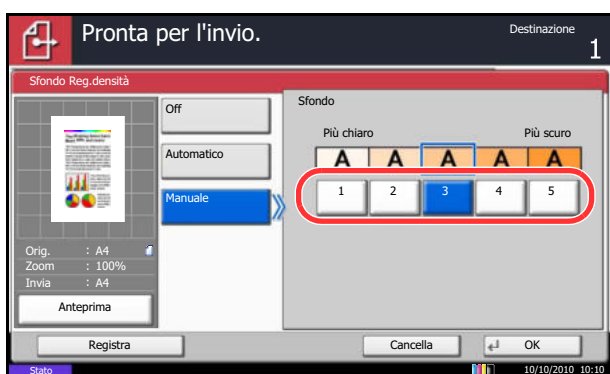 Pronta per l'invio.
Destinazione
1
Sfondo Reg.densità
Off
Automatico
Manuale
Sfondo
Più chiaro
Più scuro
A A A A A
1 2 3 4 5
Orig. : A4
Zoom : 100%
Invia : A4
Anteprima
Registra
Cancella
OK
Stato
10/10/2010 10:10